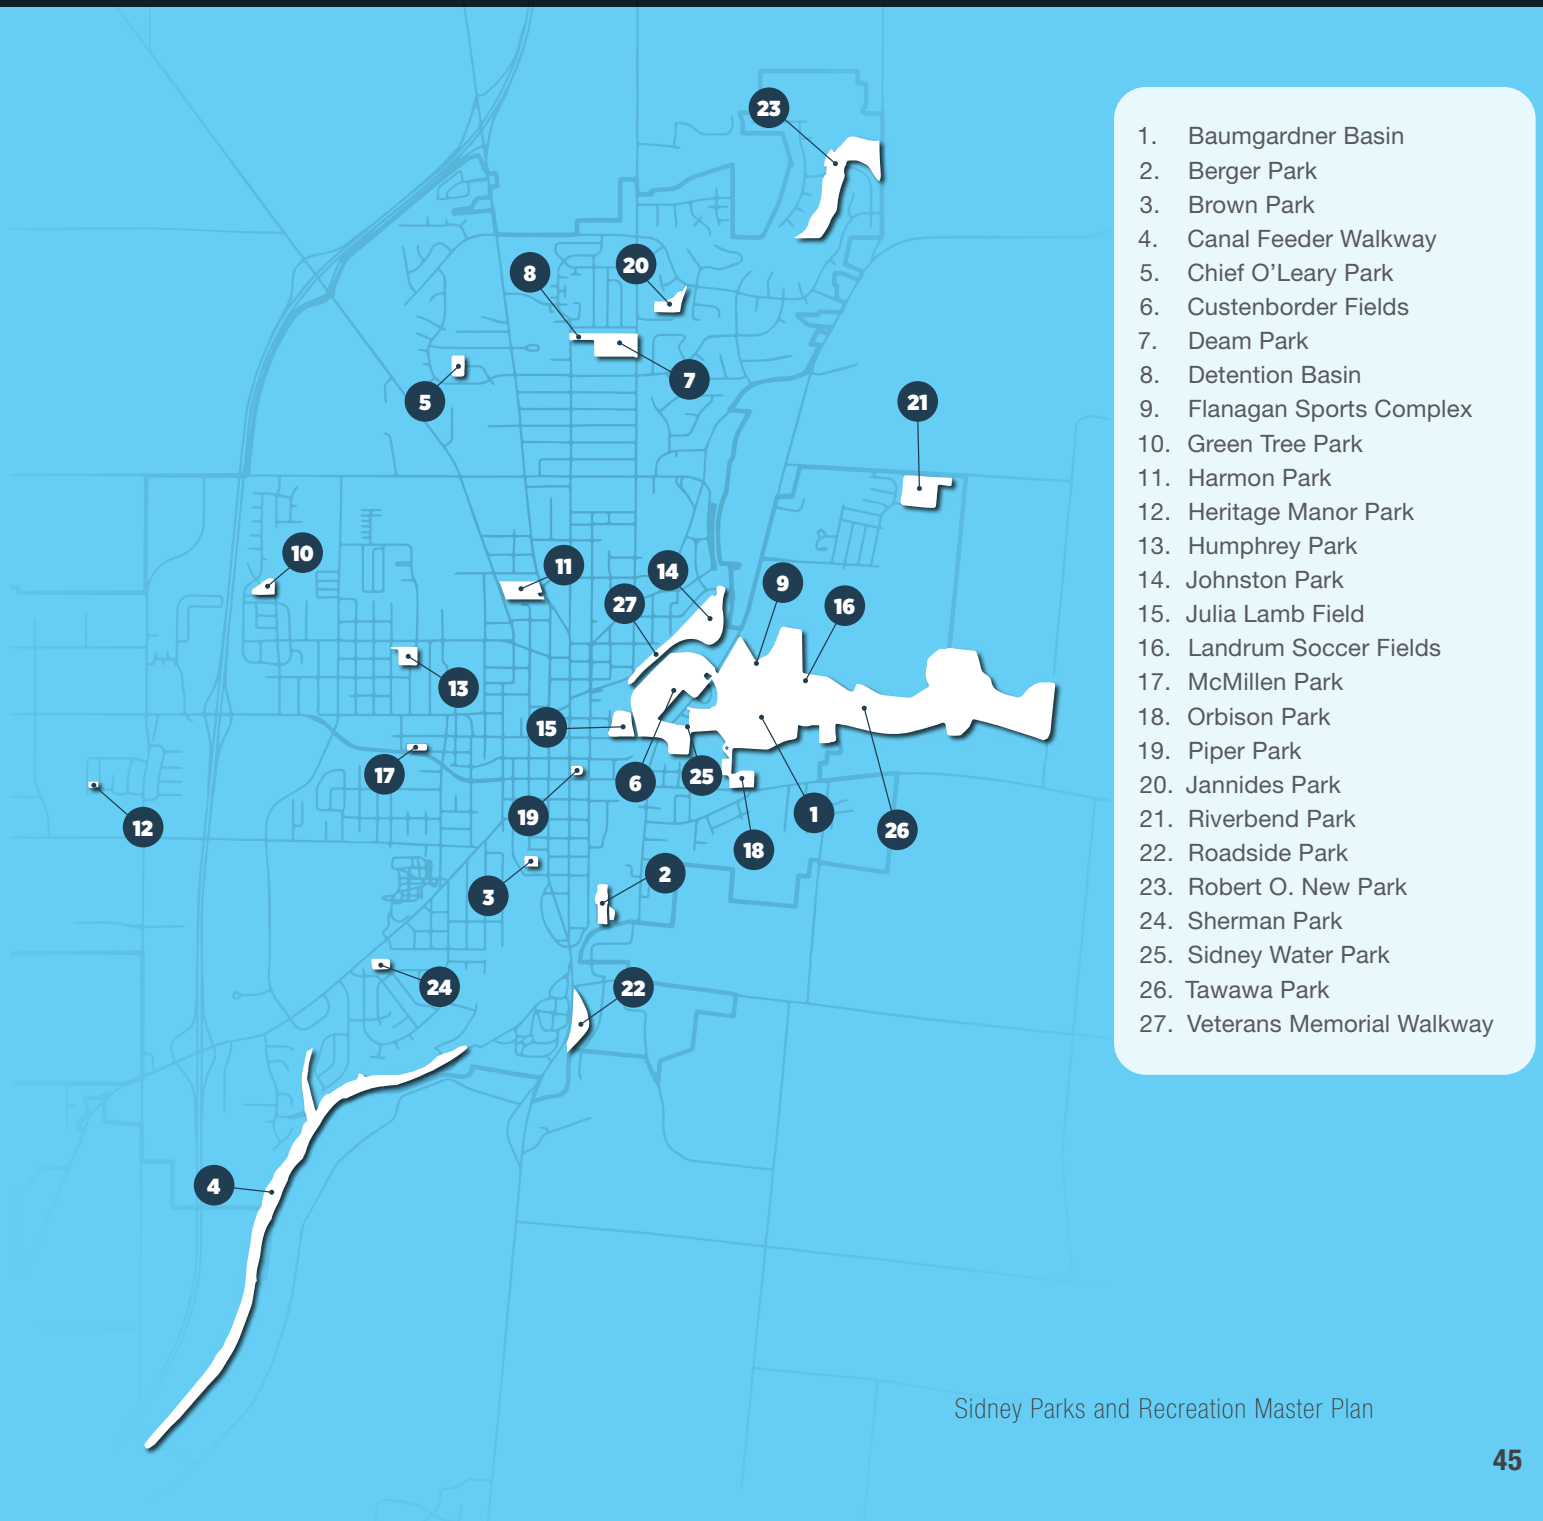 23
8
20
7
5
21
10
11
14
9
27
16
13
15
17
6
25
19
12
1
26
18
2
3
24
22
4
1. Baumgardner Basin
2. Berger Park
3. Brown Park
4. Canal Feeder Walkway
5. Chief O’Leary Park
6. Custenborder Fields
7. Deam Park
8. Detention Basin
9. Flanagan Sports Complex
10. Green Tree Park
11. Harmon Park
12. Heritage Manor Park
13. Humphrey Park
14. Johnston Park
15. Julia Lamb Field
16. Landrum Soccer Fields
17. McMillen Park
18. Orbison Park
19. Piper Park
20. Jannides Park
21. Riverbend Park
22. Roadside Park
23. Robert O. New Park
24. Sherman Park
25. Sidney Water Park
26. Tawawa Park
27. Veterans Memorial Walkway
Sidney Parks and Recreation Master Plan
45